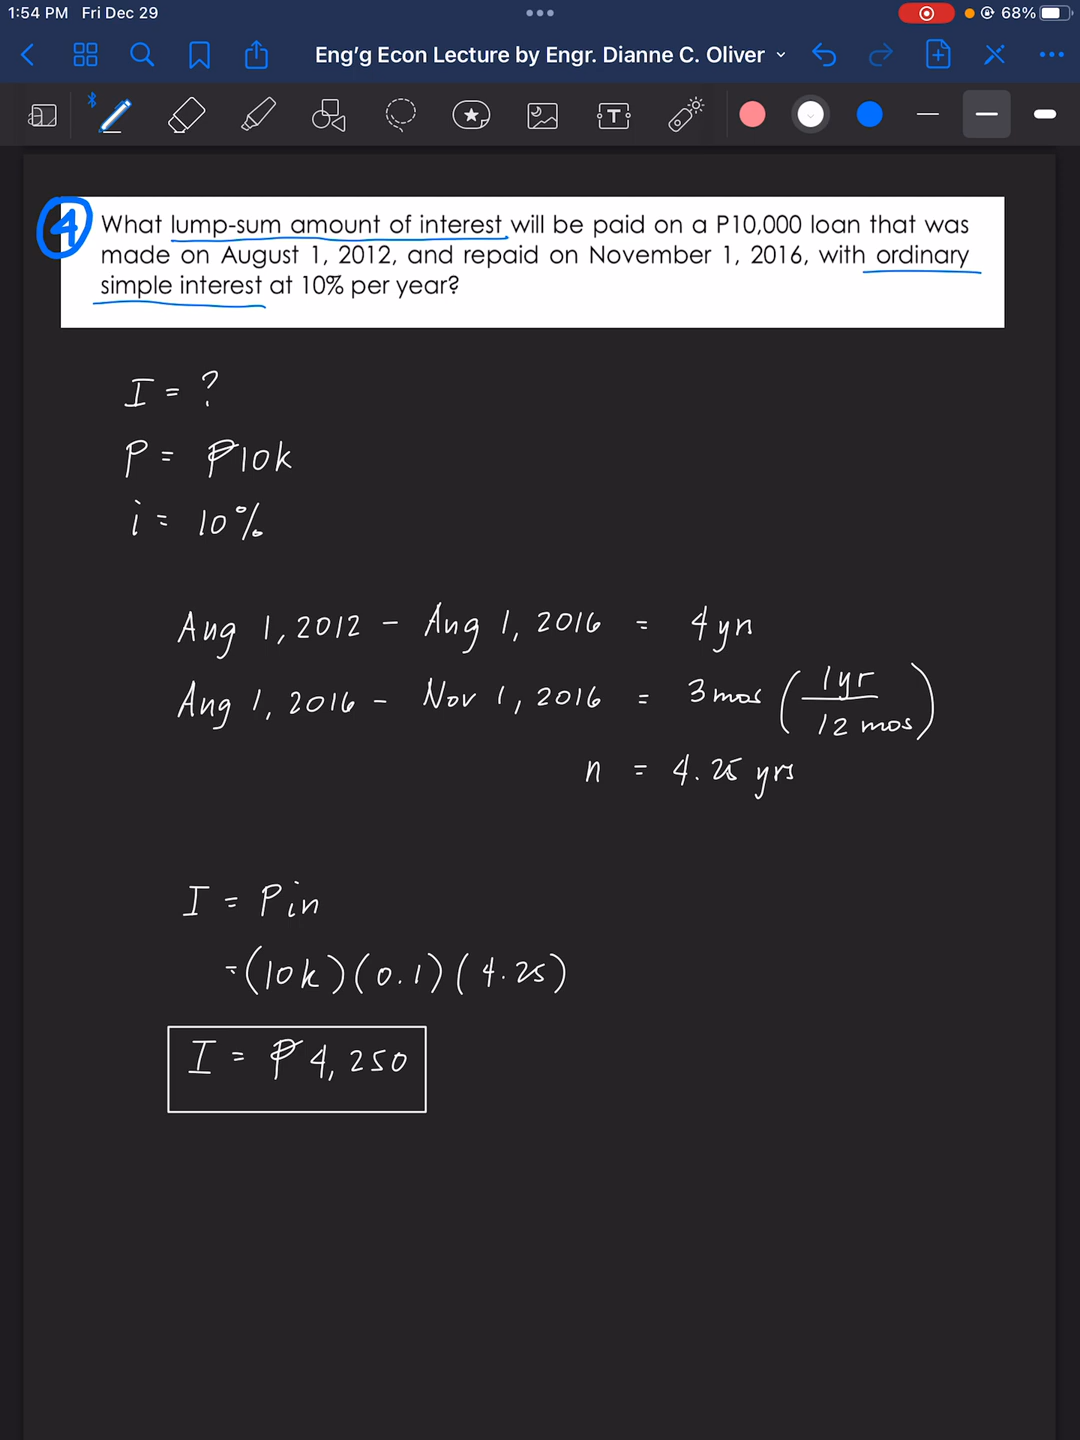 1:54 PM Fri Dec 29
68%
Eng'g Econ Lecture by Engr. Dianne C. Oliver
T
4 What lump-sum amount of interest will be paid on a P10,000 loan that was
made on August 1, 2012, and repaid on November 1, 2016, with ordinary
simple interest at 10% per year?
I = ?
P = ₱10k
i = 10%
Aug 1, 2012 - Aug 1, 2016 = 4 yrs
Aug 1, 2016 - Nov 1, 2016 = 3 mos (1yr / 12 mos)
n = 4.25 yrs
I = Pin
= (10k)(0.1)(4.25)
I = ₱4,250